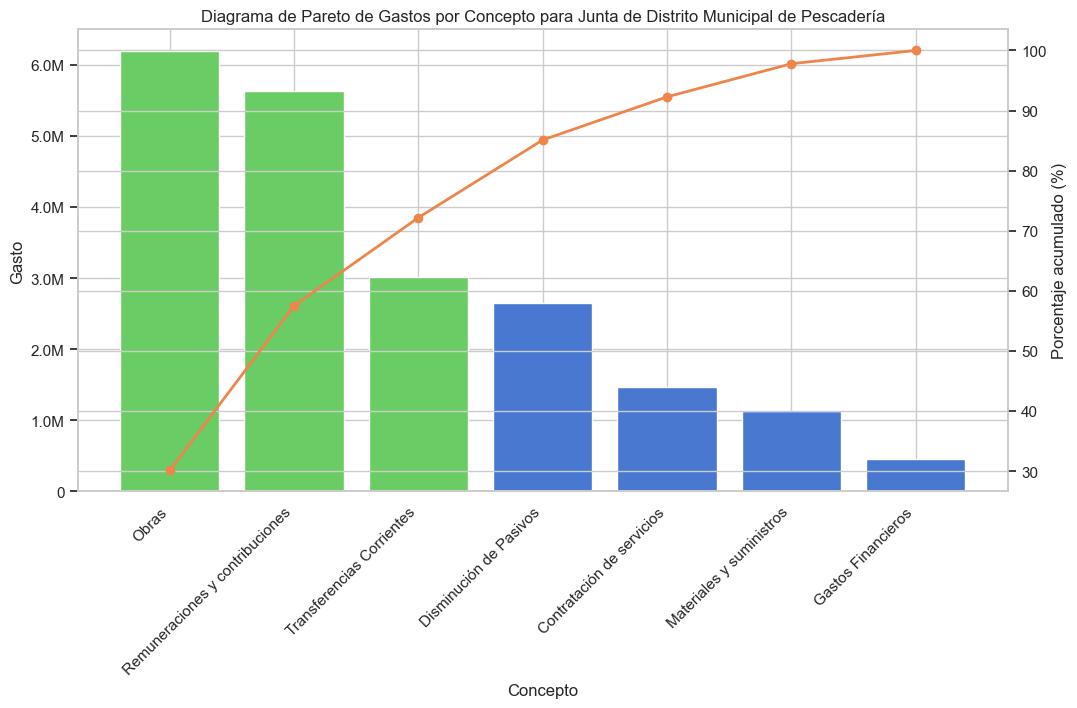 Diagrama de Pareto de Gastos por Concepto para Junta de Distrito Municipal de Pescadería
6.0M
5.0M
4.0M
3.0M
2.0M
1.0M
0
Gasto
100
90
80
70
60
50
40
30
Porcentaje acumulado (%)
Obras
Remuneraciones y contribuciones
Transferencias Corrientes
Disminución de Pasivos
Contratación de servicios
Materiales y suministros
Gastos Financieros
Concepto